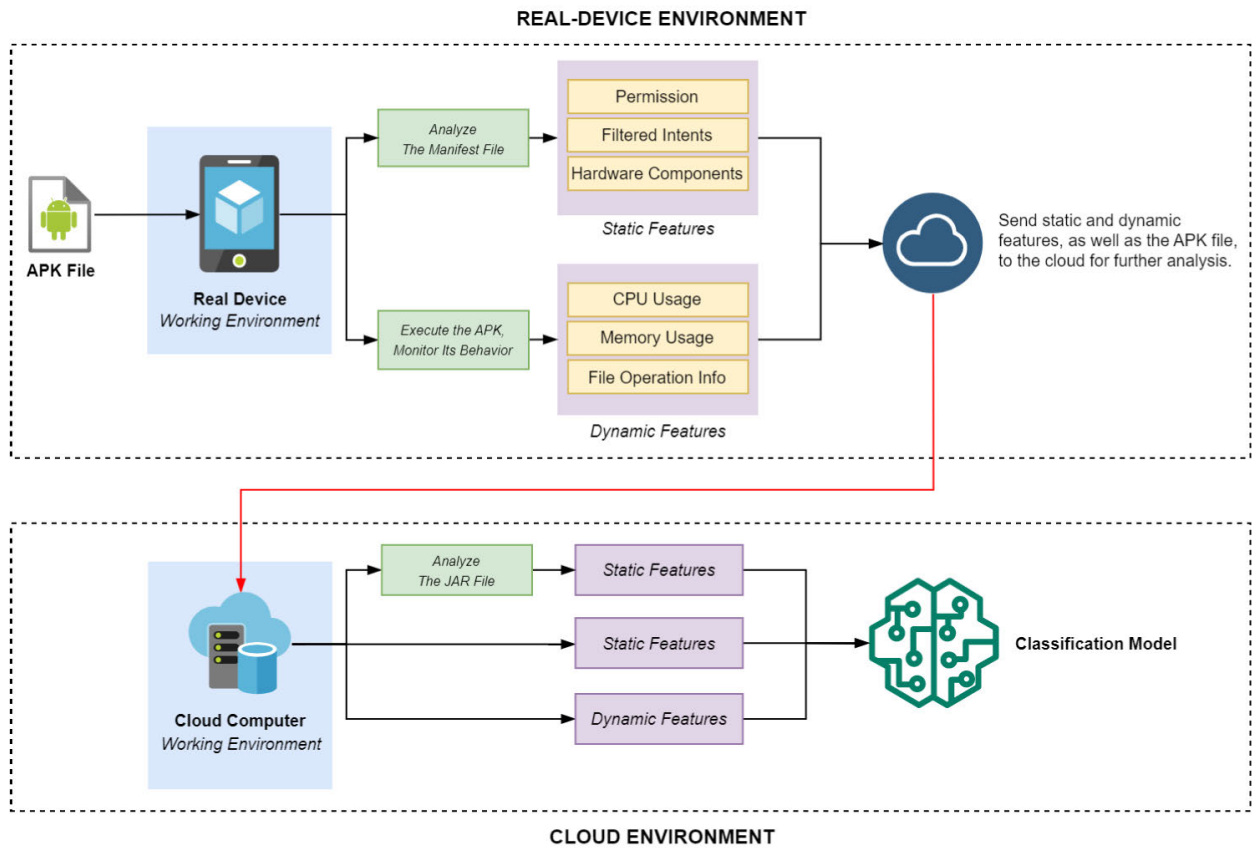 REAL-DEVICE ENVIRONMENT
APK File
Real Device
Working Environment
Analyze
The Manifest File
Execute the APK,
Monitor Its Behavior
Permission
Filtered Intents
Hardware Components
Static Features
CPU Usage
Memory Usage
File Operation Info
Dynamic Features
Send static and dynamic
features, as well as the APK file,
to the cloud for further analysis.
Cloud Computer
Working Environment
Analyze
The JAR File
Static Features
Static Features
Dynamic Features
Classification Model
CLOUD ENVIRONMENT